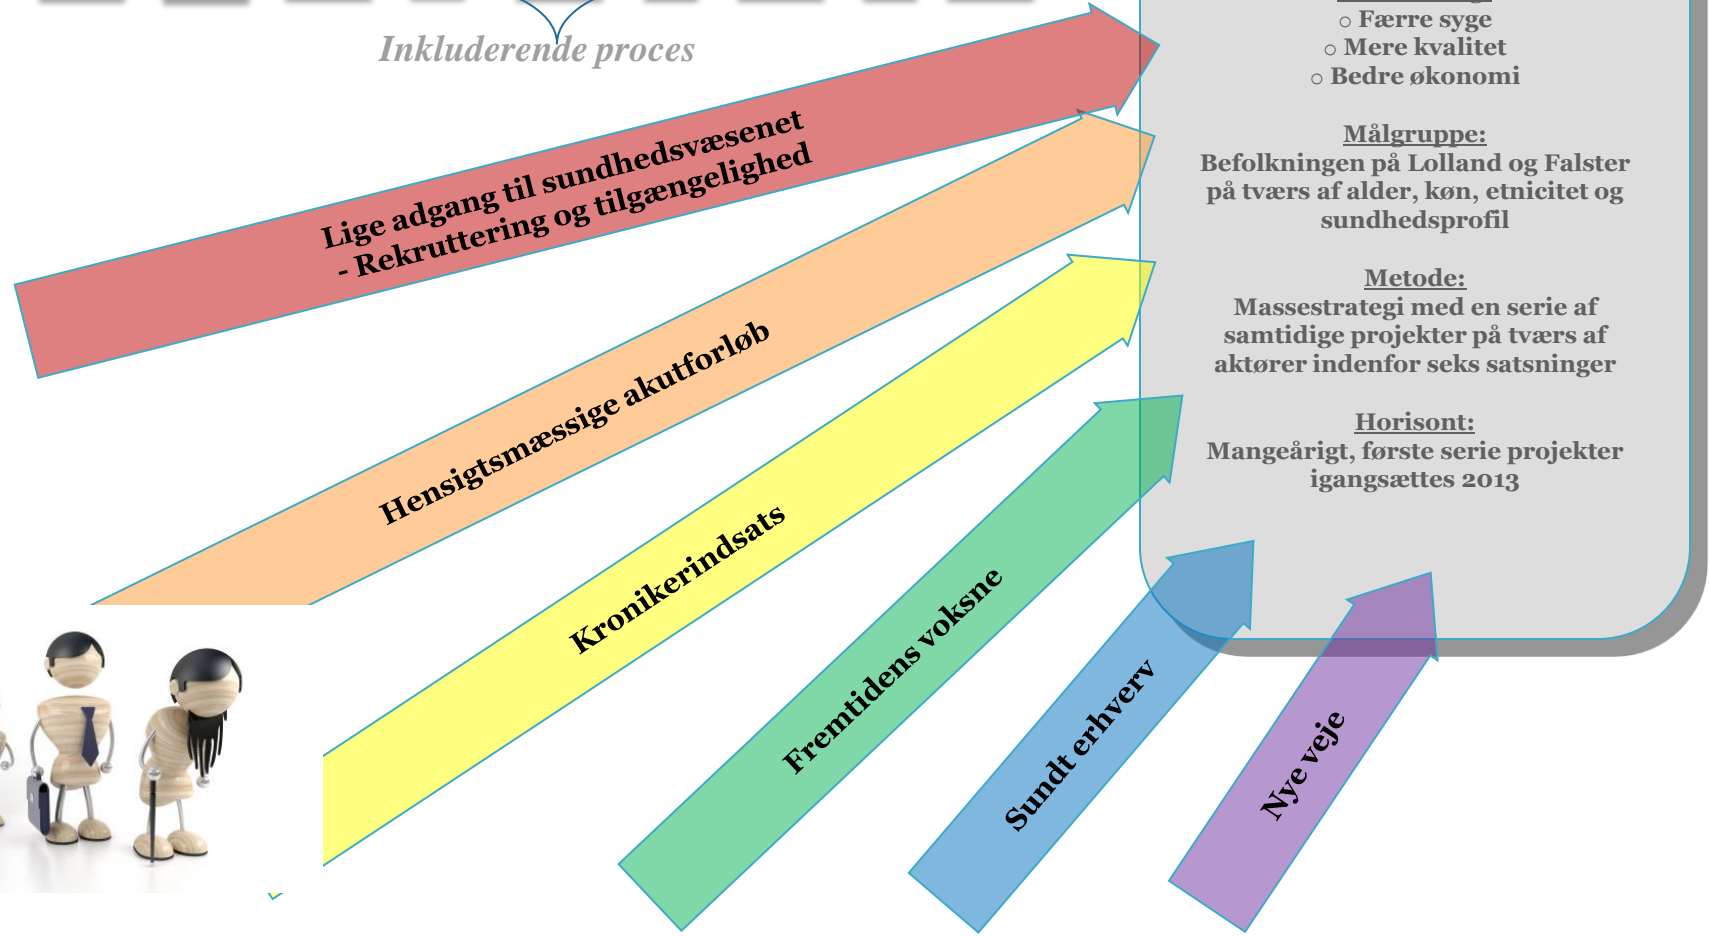 Inkluderende proces
Lige adgang til sundhedsvæsenet
- Rekruttering og tilgængelighed
Hensigtsmæssige akutforløb
Kronikerindsats
Fremtidens voksne
Sundt erhverv
Nye veje
o Færre syge
o Mere kvalitet
o Bedre økonomi
Målgruppe:
Befolkningen på Lolland og Falster
på tværs af alder, køn, etnicitet og
sundhedsprofil
Metode:
Massestrategi med en serie af
samtidige projekter på tværs af
aktører indenfor seks satsninger
Horisont:
Mangeårigt, første serie projekter
igangsættes 2013